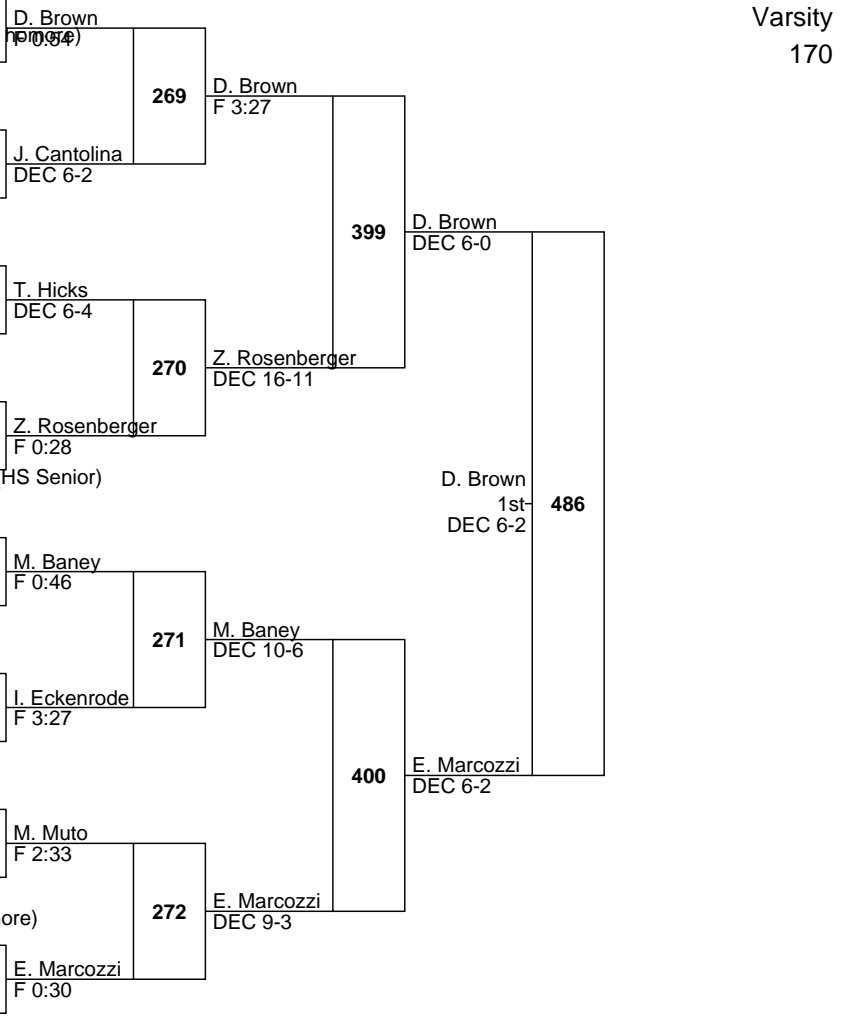 Varsity
170
D. Brown
F 0:54
homore)
269
D. Brown
F 3:27
J. Cantolina
DEC 6-2
399
D. Brown
DEC 6-0
T. Hicks
DEC 6-4
270
Z. Rosenberger
DEC 16-11
Z. Rosenberger
F 0:28
HS Senior)
D. Brown
1st
DEC 6-2
486
M. Baney
F 0:46
271
M. Baney
DEC 10-6
I. Eckenrode
F 3:27
400
E. Marcozzi
DEC 6-2
M. Muto
F 2:33
272
E. Marcozzi
DEC 9-3
ore)
E. Marcozzi
F 0:30